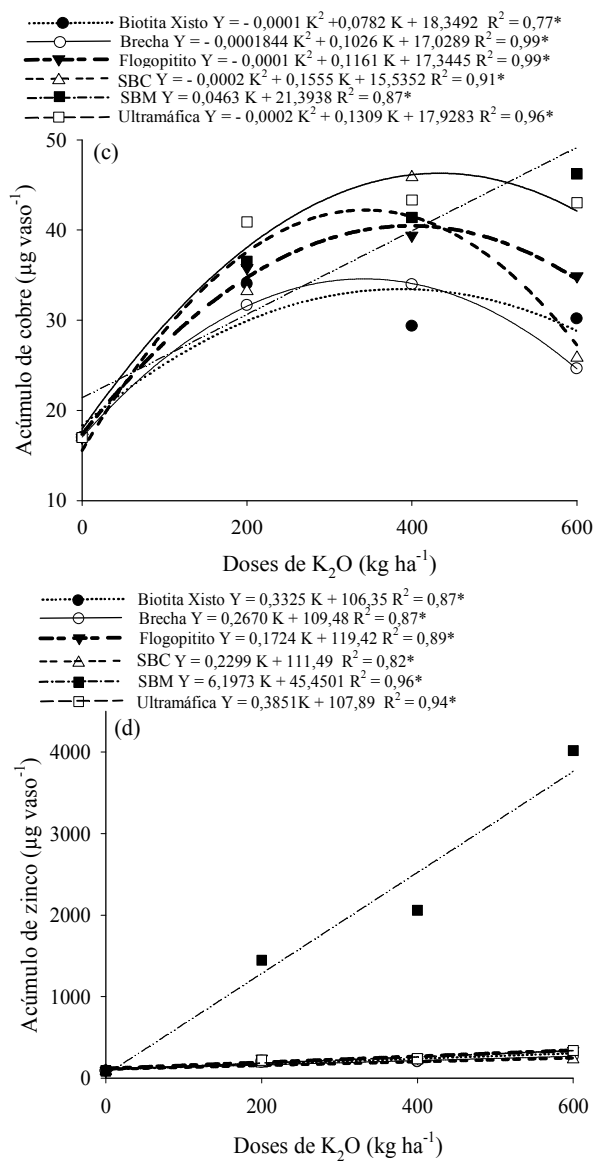 Biotita Xisto Y = - 0,0001 K² +0,0782 K + 18,3492 R² = 0,77*
Brecha Y = - 0,0001844 K² + 0,1026 K + 17,0289 R² = 0,99*
Flogopitito Y = - 0,0001 K² + 0,1161 K + 17,3445 R² = 0,99*
SBC Y = - 0,0002 K² + 0,1555 K + 15,5352 R² = 0,91*
SBM Y = 0,0463 K + 21,3938 R² = 0,87*
Ultramáfica Y = - 0,0002 K² + 0,1309 K + 17,9283 R² = 0,96*
50
(c)
40
30
20
10
Acúmulo de cobre (µg vaso⁻¹)
0 200 400 600
Doses de K₂O (kg ha⁻¹)
Biotita Xisto Y = 0,3325 K + 106,35 R² = 0,87*
Brecha Y = 0,2670 K + 109,48 R² = 0,87*
Flogopitito Y = 0,1724 K + 119,42 R² = 0,89*
SBC Y = 0,2299 K + 111,49 R² = 0,82*
SBM Y = 6,1973 K + 45,4501 R² = 0,96*
Ultramáfica Y = 0,3851K + 107,89 R² = 0,94*
(d)
4000
3000
2000
1000
0
Acúmulo de zinco (µg vaso⁻¹)
0 200 400 600
Doses de K₂O (kg ha⁻¹)